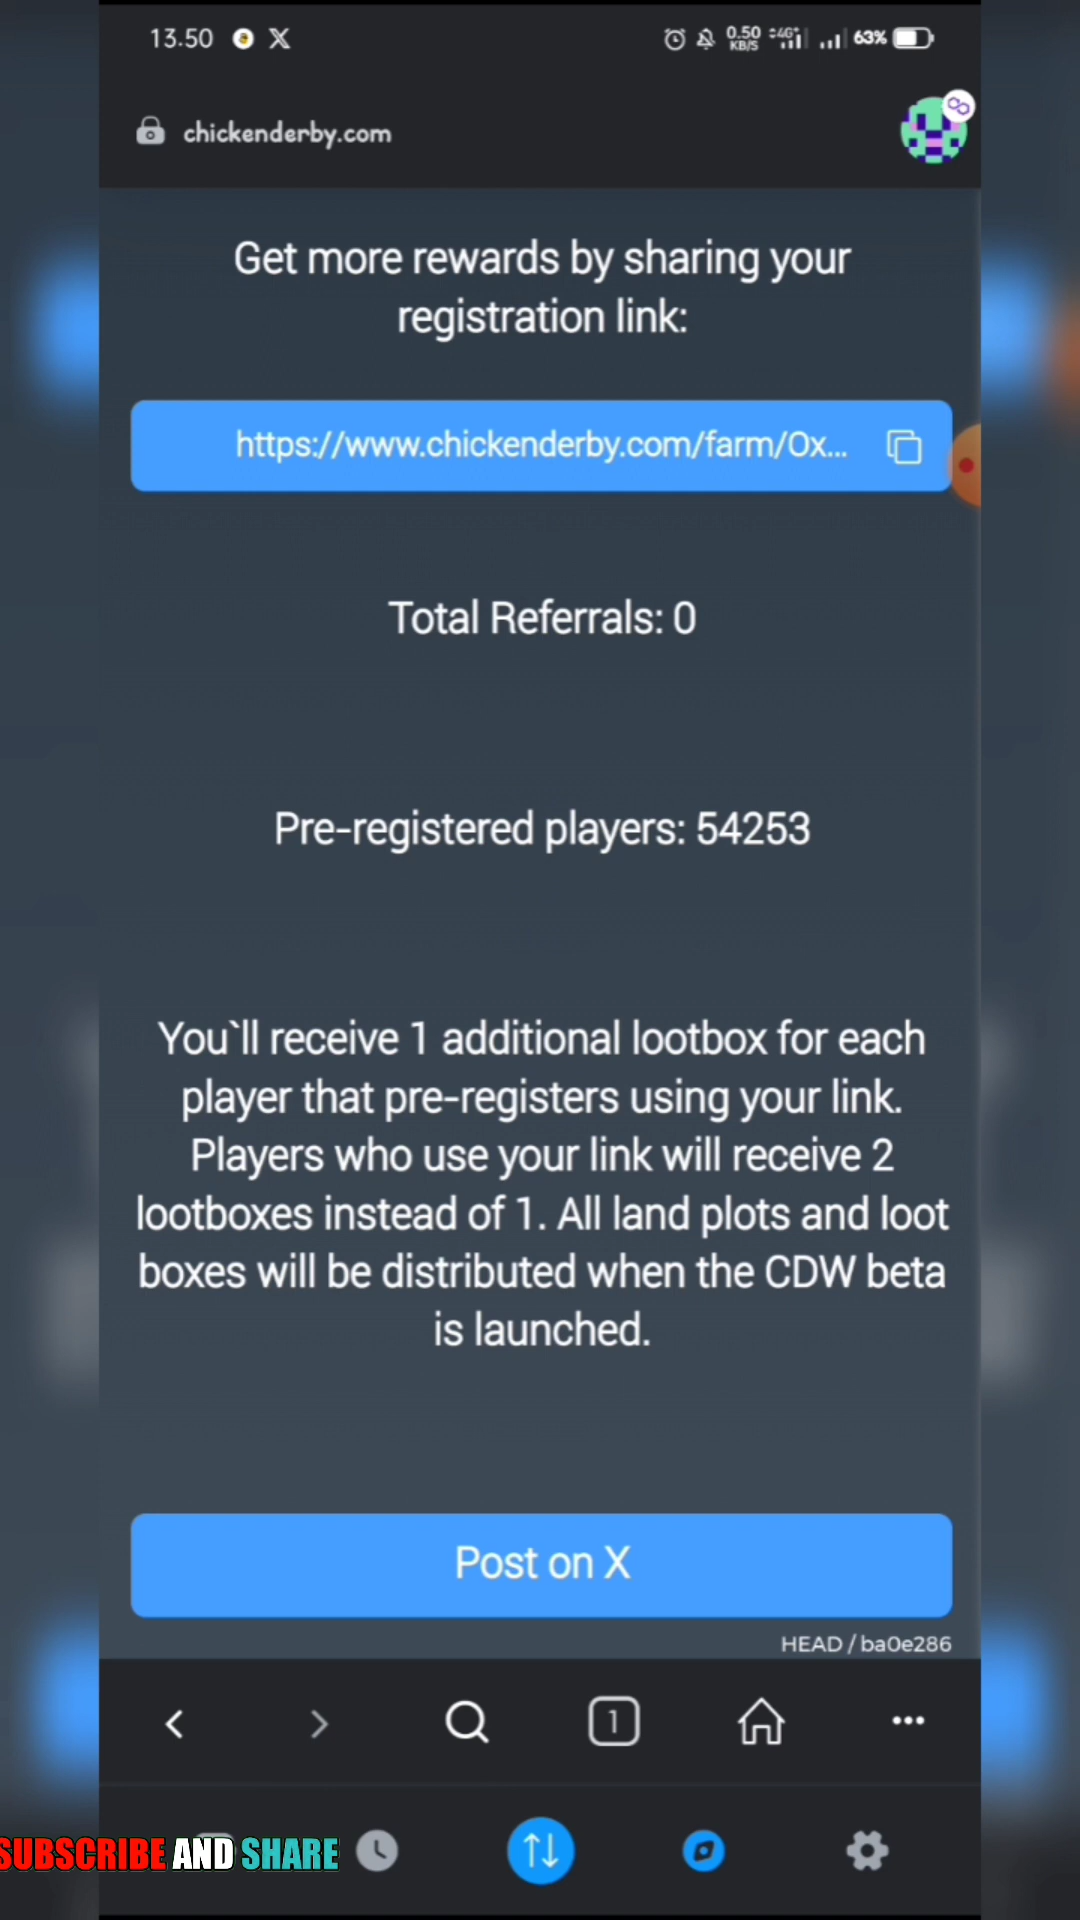 13.50 X 0.50 KB/S 4G+ 63%
chickenderby.com
Get more rewards by sharing your
registration link:
https://www.chickenderby.com/farm/0x...
Total Referrals: 0
Pre-registered players: 54253
You`ll receive 1 additional lootbox for each
player that pre-registers using your link.
Players who use your link will receive 2
lootboxes instead of 1. All land plots and loot
boxes will be distributed when the CDW beta
is launched.
Post on X
HEAD / ba0e286
1
SUBSCRIBE AND SHARE